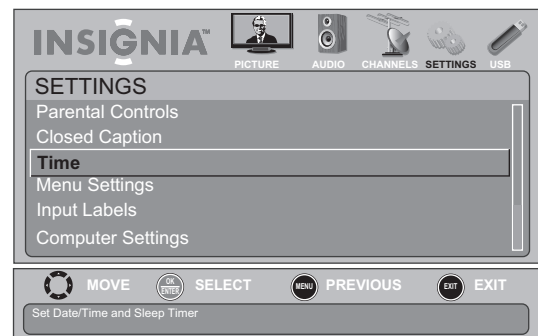 INSIGNIA™
PICTURE AUDIO CHANNELS SETTINGS USB
SETTINGS
Parental Controls
Closed Caption
Time
Menu Settings
Input Labels
Computer Settings
MOVE OK ENTER SELECT MENU PREVIOUS EXIT EXIT
Set Date/Time and Sleep Timer